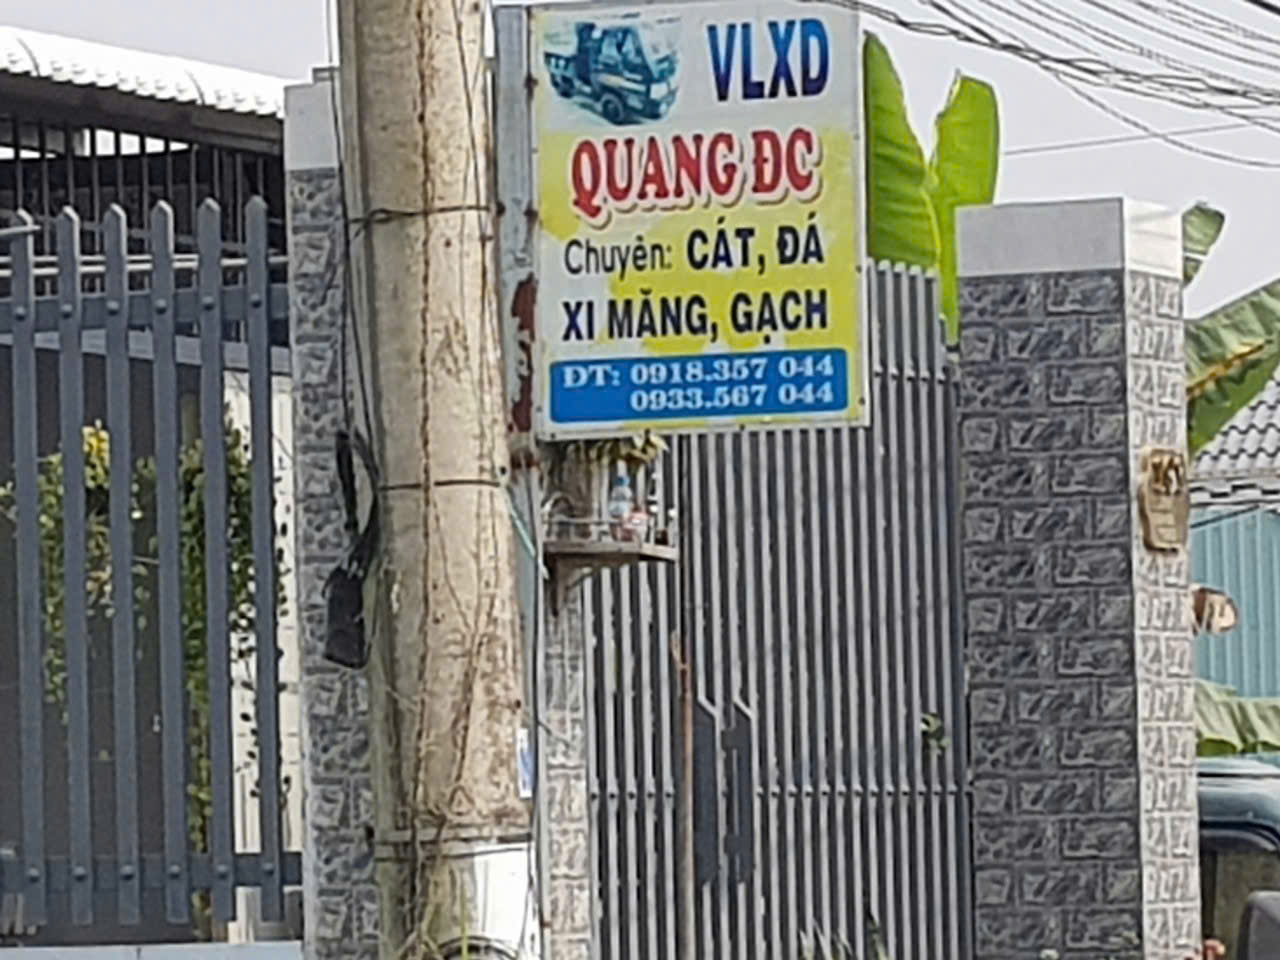 VLXD
QUANG ĐC
Chuyên: CÁT, ĐÁ
XI MĂNG, GẠCH
ĐT: 0918.357 044
0933.567 044